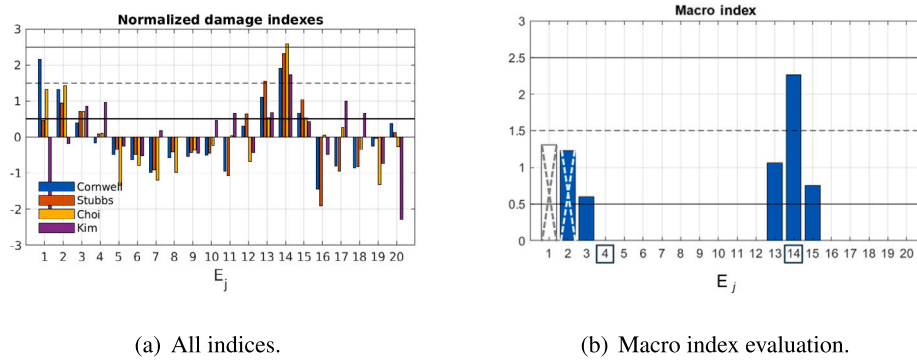 Normalized damage indexes
3
2
1
0
-1
-2
-3
Cornwell
Stubbs
Choi
Kim
1 2 3 4 5 6 7 8 9 10 11 12 13 14 15 16 17 18 19 20
E j
(a) All indices.
Macro index
3
2.5
2
1.5
1
0.5
0
1 2 3 4 5 6 7 8 9 10 11 12 13 14 15 16 17 18 19 20
E j
(b) Macro index evaluation.